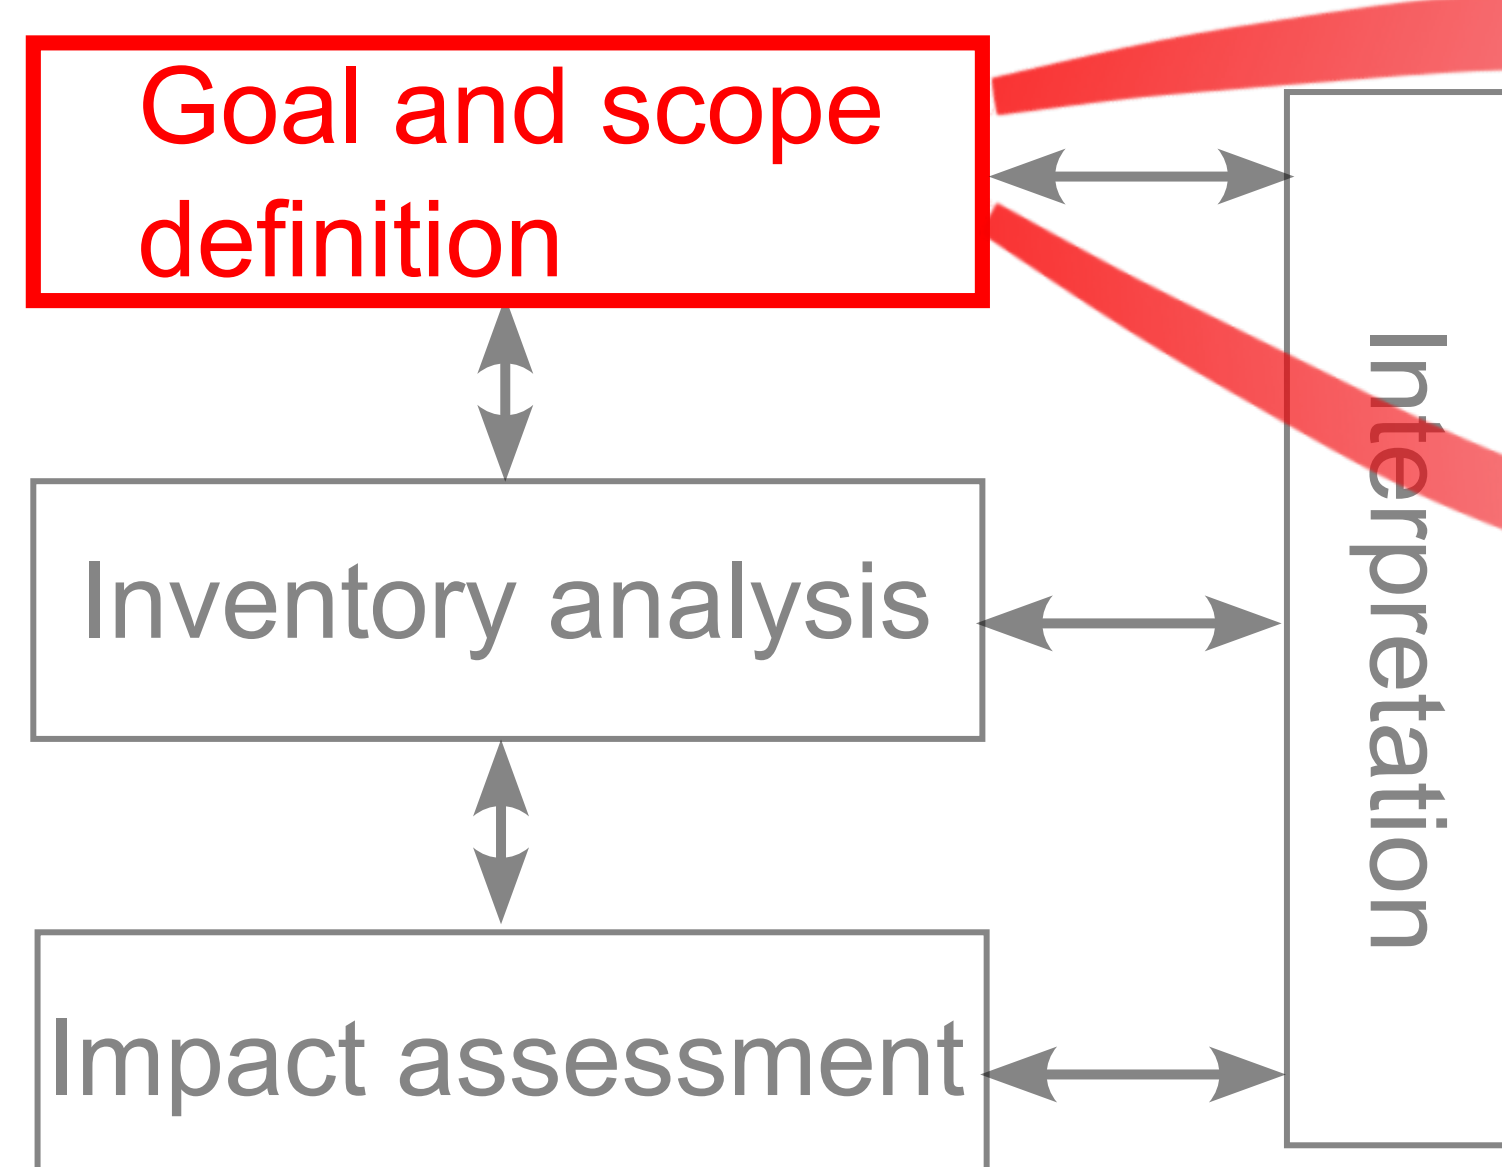 Goal and scope
definition
Inventory analysis
Impact assessment
Interpretation